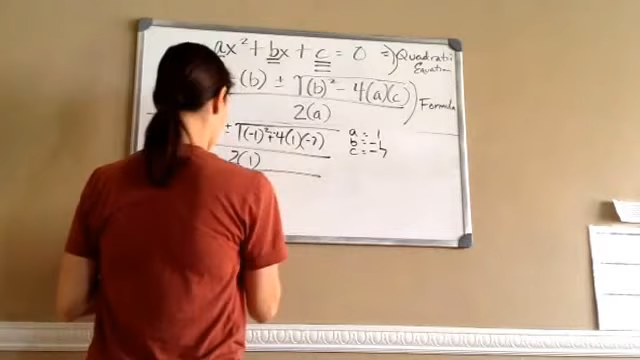 ax² + bx + c = 0 ⇒ Quadratic
Equation
(b) ± √(b)² - 4(a)(c)
2(a)
Formula
± √(-1)² + 4(1)(-7)
2(1)
a = 1
b = -1
c = -7